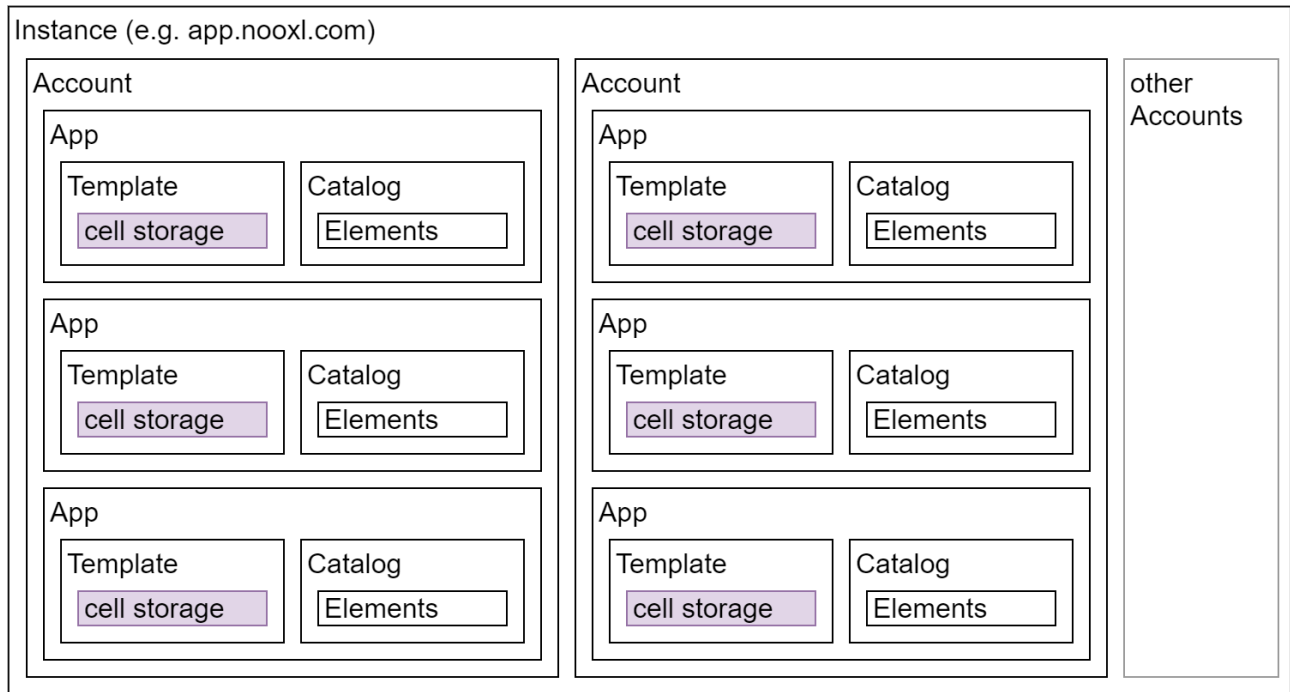 Instance (e.g. app.nooxl.com)
Account
App
Template
cell storage
Catalog
Elements
App
Template
cell storage
Catalog
Elements
App
Template
cell storage
Catalog
Elements
Account
App
Template
cell storage
Catalog
Elements
App
Template
cell storage
Catalog
Elements
App
Template
cell storage
Catalog
Elements
other
Accounts